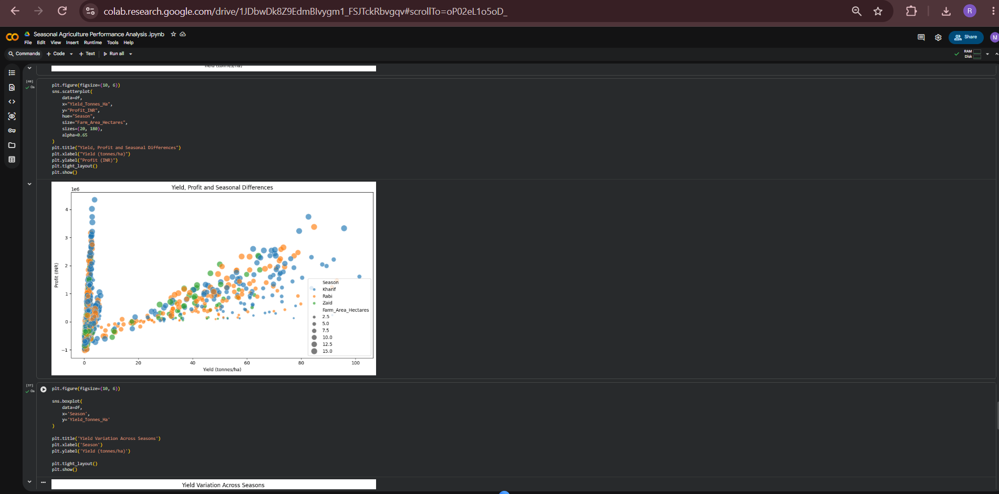 colab.research.google.com/drive/1JDbwDk8Z9EdmBIvygm1_FSJTckRbvgqv#scrollTo=oP02eL1o5oD_
R
Seasonal Agriculture Performance Analysis .ipynb
File Edit View Insert Runtime Tools Help
Share
M
Commands + Code + Text Run all
RAM
Disk
Yield (tonnes/ha)
[40]
0s
plt.figure(figsize=(10, 6))
sns.scatterplot(
data=df,
x="Yield_Tonnes_Ha",
y="Profit_INR",
hue="Season",
size="Farm_Area_Hectares",
sizes=(20, 180),
alpha=0.65
)
plt.title("Yield, Profit and Seasonal Differences")
plt.xlabel("Yield (tonnes/ha)")
plt.ylabel("Profit (INR)")
plt.tight_layout()
plt.show()
Yield, Profit and Seasonal Differences
1e6
4
3
2
1
0
−1
Profit (INR)
Season
Kharif
Rabi
Zaid
Farm_Area_Hectares
2.5
5.0
7.5
10.0
12.5
15.0
0 20 40 60 80 100
Yield (tonnes/ha)
[37]
0s
plt.figure(figsize=(10, 6))
sns.boxplot(
data=df,
x='Season',
y='Yield_Tonnes_Ha'
)
plt.title('Yield Variation Across Seasons')
plt.xlabel('Season')
plt.ylabel('Yield (tonnes/ha)')
plt.tight_layout()
plt.show()
Yield Variation Across Seasons